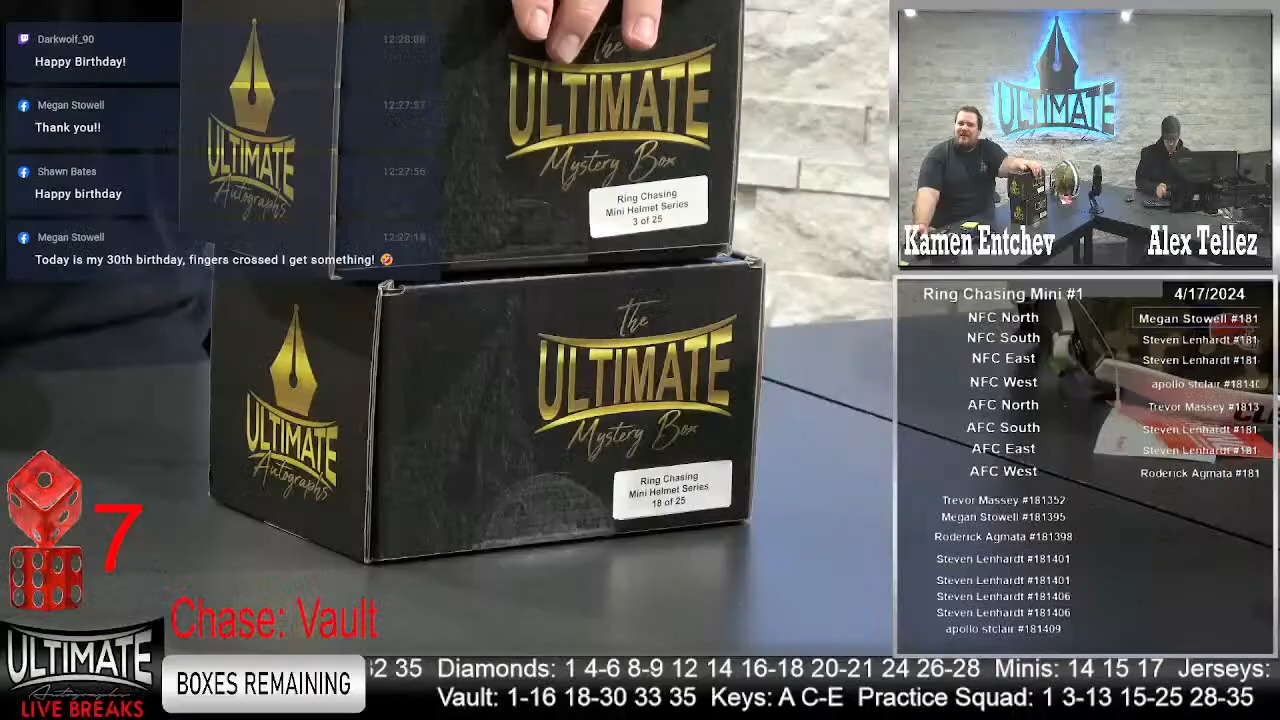 Darkwolf_90
12:28:08
Happy Birthday!
Megan Stowell
12:27:57
Thank you!!
Shawn Bates
12:27:56
Happy birthday
Megan Stowell
12:27:18
Today is my 30th birthday, fingers crossed I get something! 🤣
ULTIMATE
Autographs
The
ULTIMATE
Mystery Box
Ring Chasing
Mini Helmet Series
3 of 25
ULTIMATE
Autographs
The
ULTIMATE
Mystery Box
Ring Chasing
Mini Helmet Series
18 of 25
ULTIMATE
Kamen Entchev
Alex Tellez
Ring Chasing Mini #1
4/17/2024
NFC North
Megan Stowell #181
NFC South
Steven Lenhardt #181
NFC East
Steven Lenhardt #181
NFC West
apollo stclair #1814
AFC North
Trevor Massey #1813
AFC South
Steven Lenhardt #181
AFC East
Steven Lenhardt #181
AFC West
Roderick Agmata #181
Trevor Massey #181352
Megan Stowell #181395
Roderick Agmata #181398
Steven Lenhardt #181401
Steven Lenhardt #181401
Steven Lenhardt #181406
Steven Lenhardt #181406
apollo stclair #181409
7
Chase: Vault
ULTIMATE
Autographs
LIVE BREAKS
BOXES REMAINING
32 35 Diamonds: 1 4-6 8-9 12 14 16-18 20-21 24 26-28 Minis: 14 15 17 Jerseys:
Vault: 1-16 18-30 33 35 Keys: A C-E Practice Squad: 1 3-13 15-25 28-35